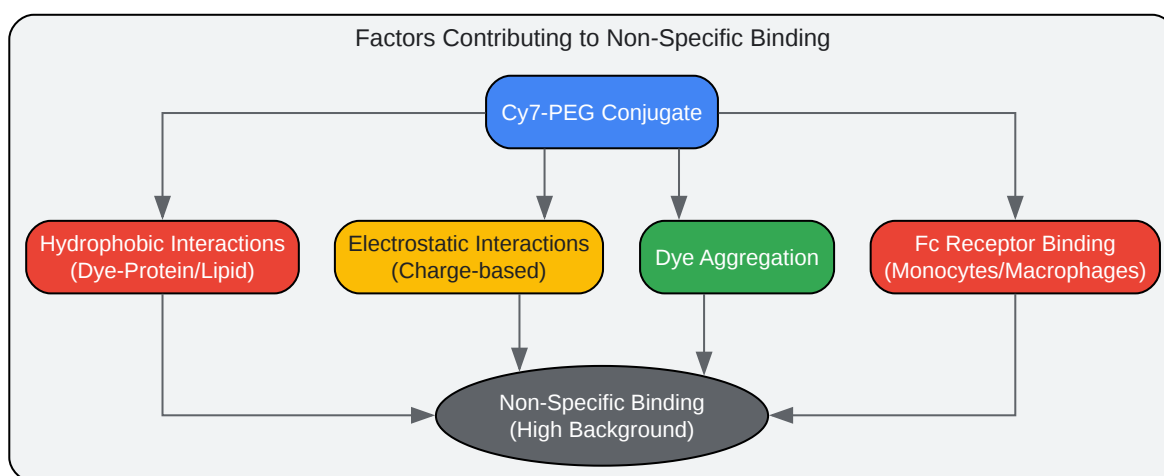 Factors Contributing to Non-Specific Binding
Cy7-PEG Conjugate
Hydrophobic Interactions
(Dye-Protein/Lipid)
Electrostatic Interactions
(Charge-based)
Dye Aggregation
Fc Receptor Binding
(Monocytes/Macrophages)
Non-Specific Binding
(High Background)